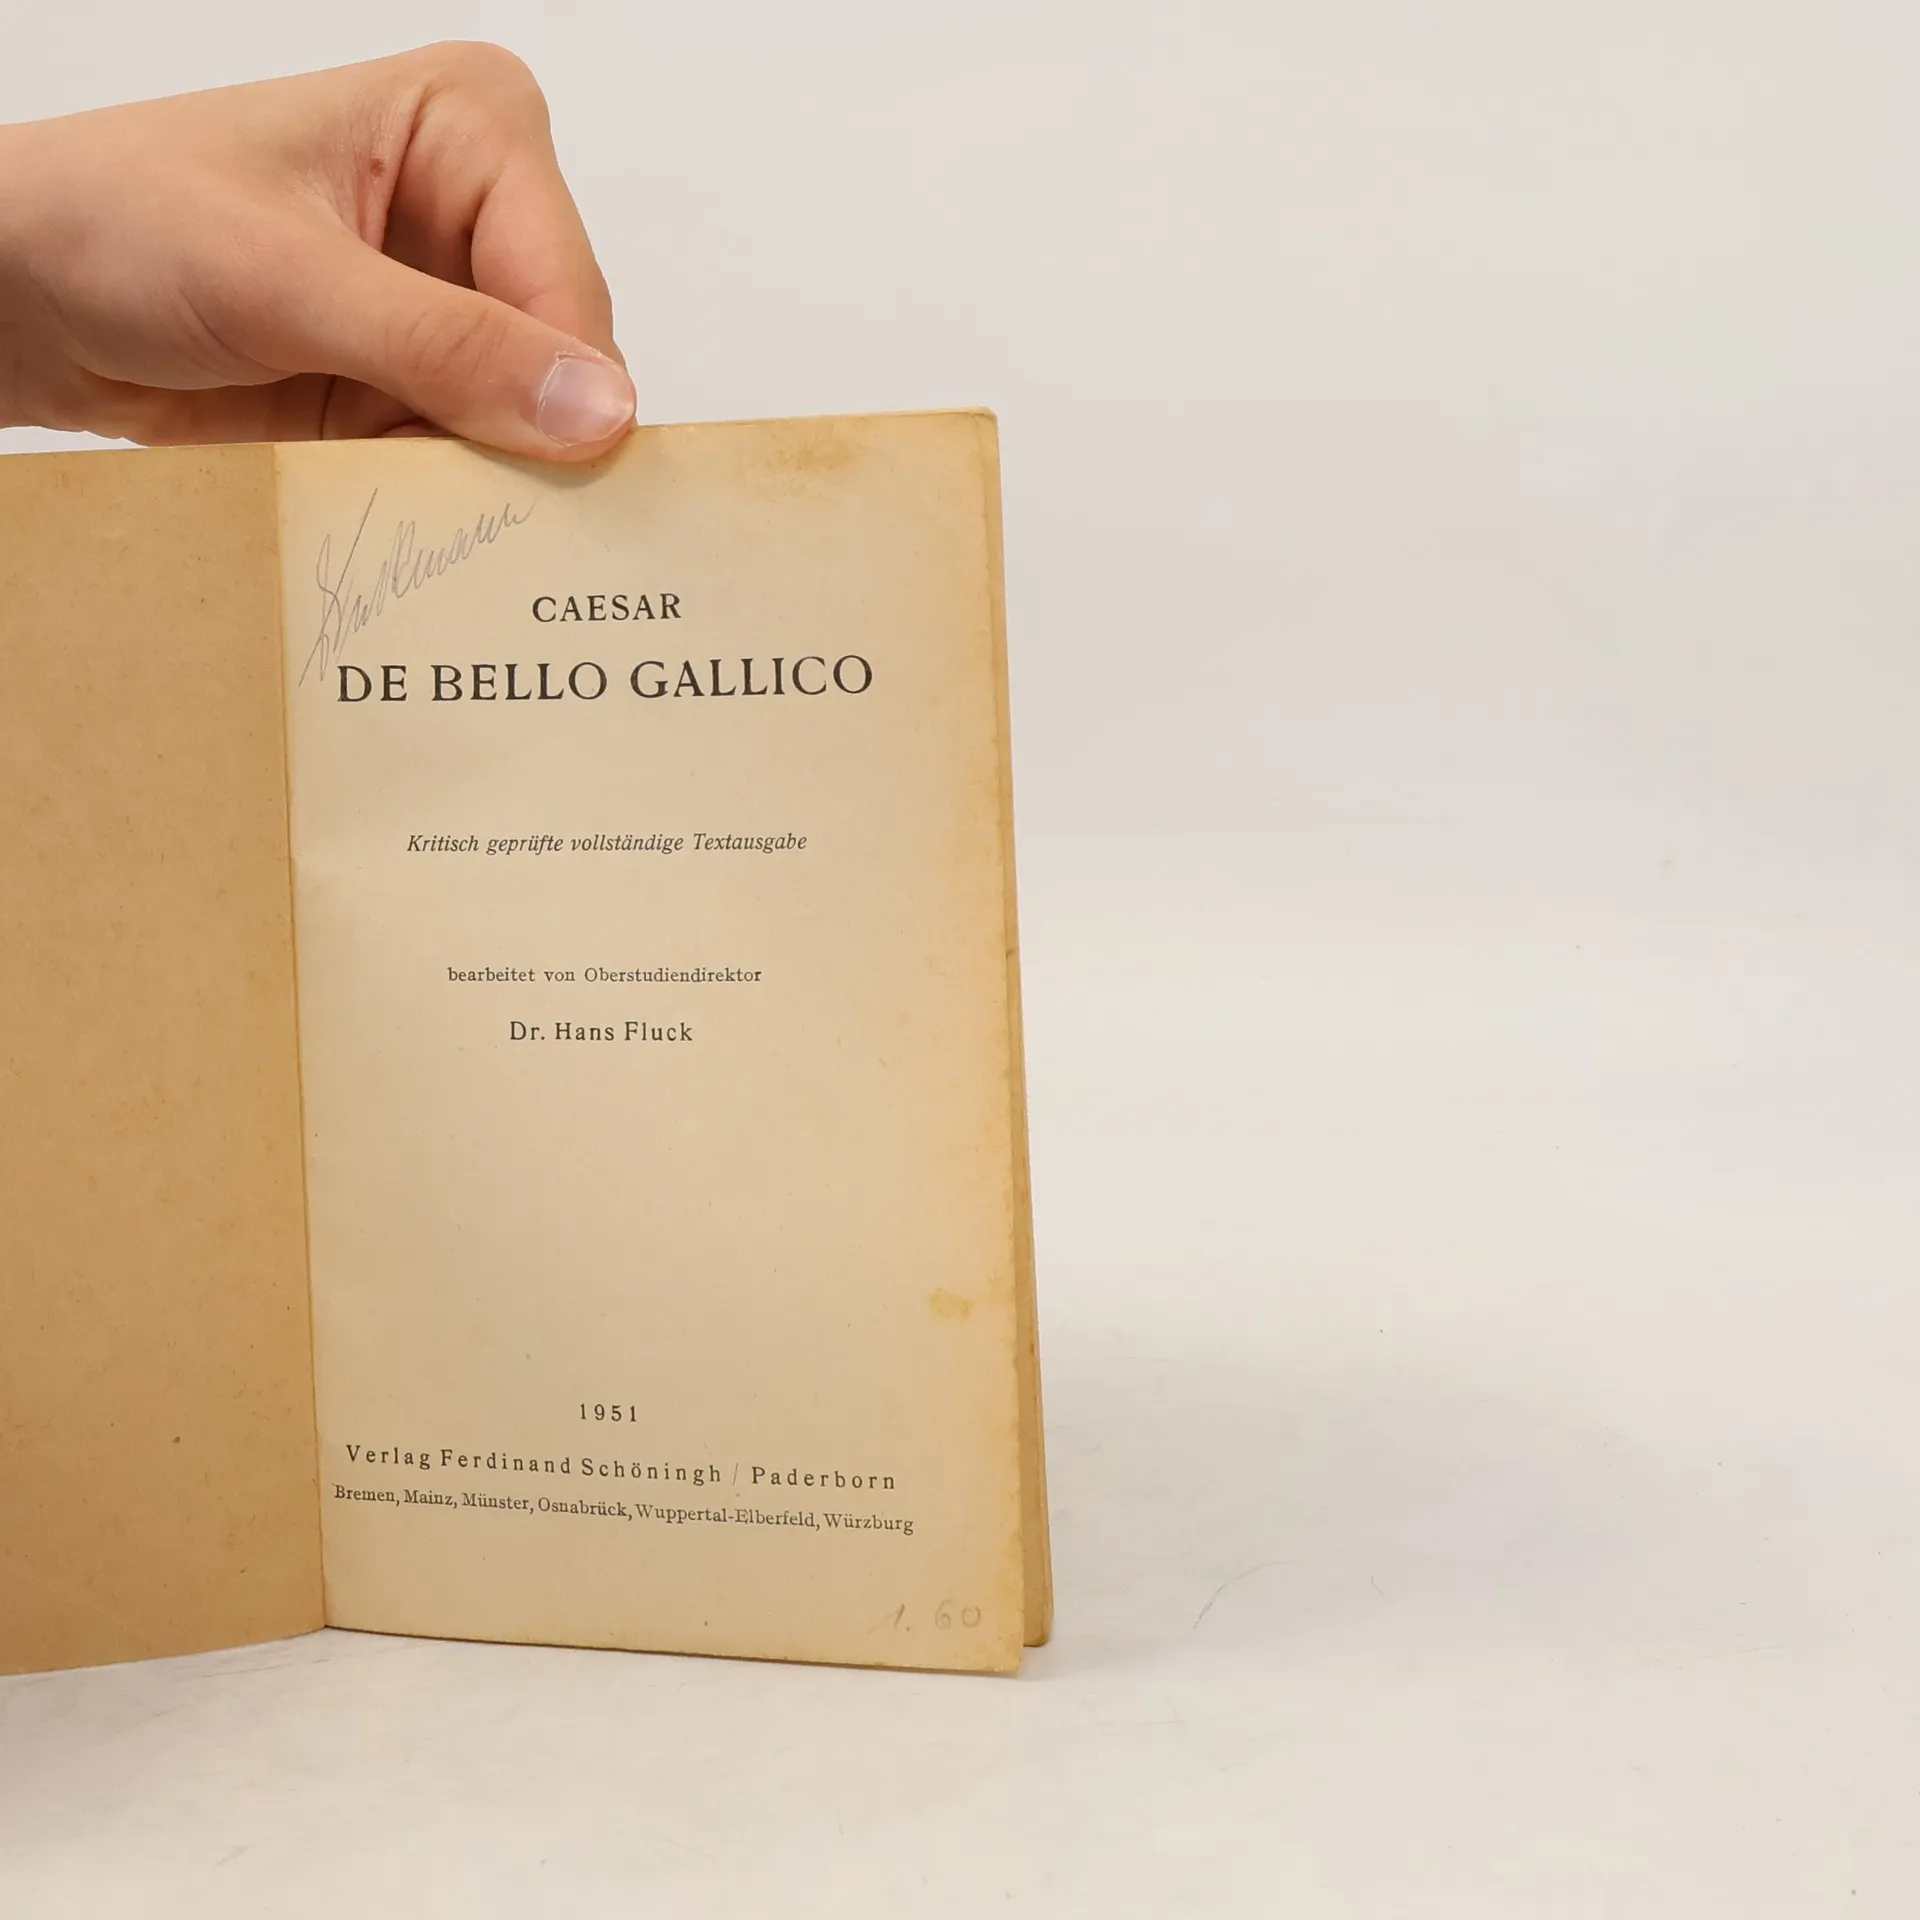 CAESAR
DE BELLO GALLICO
Kritisch geprüfte vollständige Textausgabe
bearbeitet von Oberstudiendirektor
Dr. Hans Fluck
1951
Verlag Ferdinand Schöningh / Paderborn
Bremen, Mainz, Münster, Osnabrück, Wuppertal-Elberfeld, Würzburg
1. 60